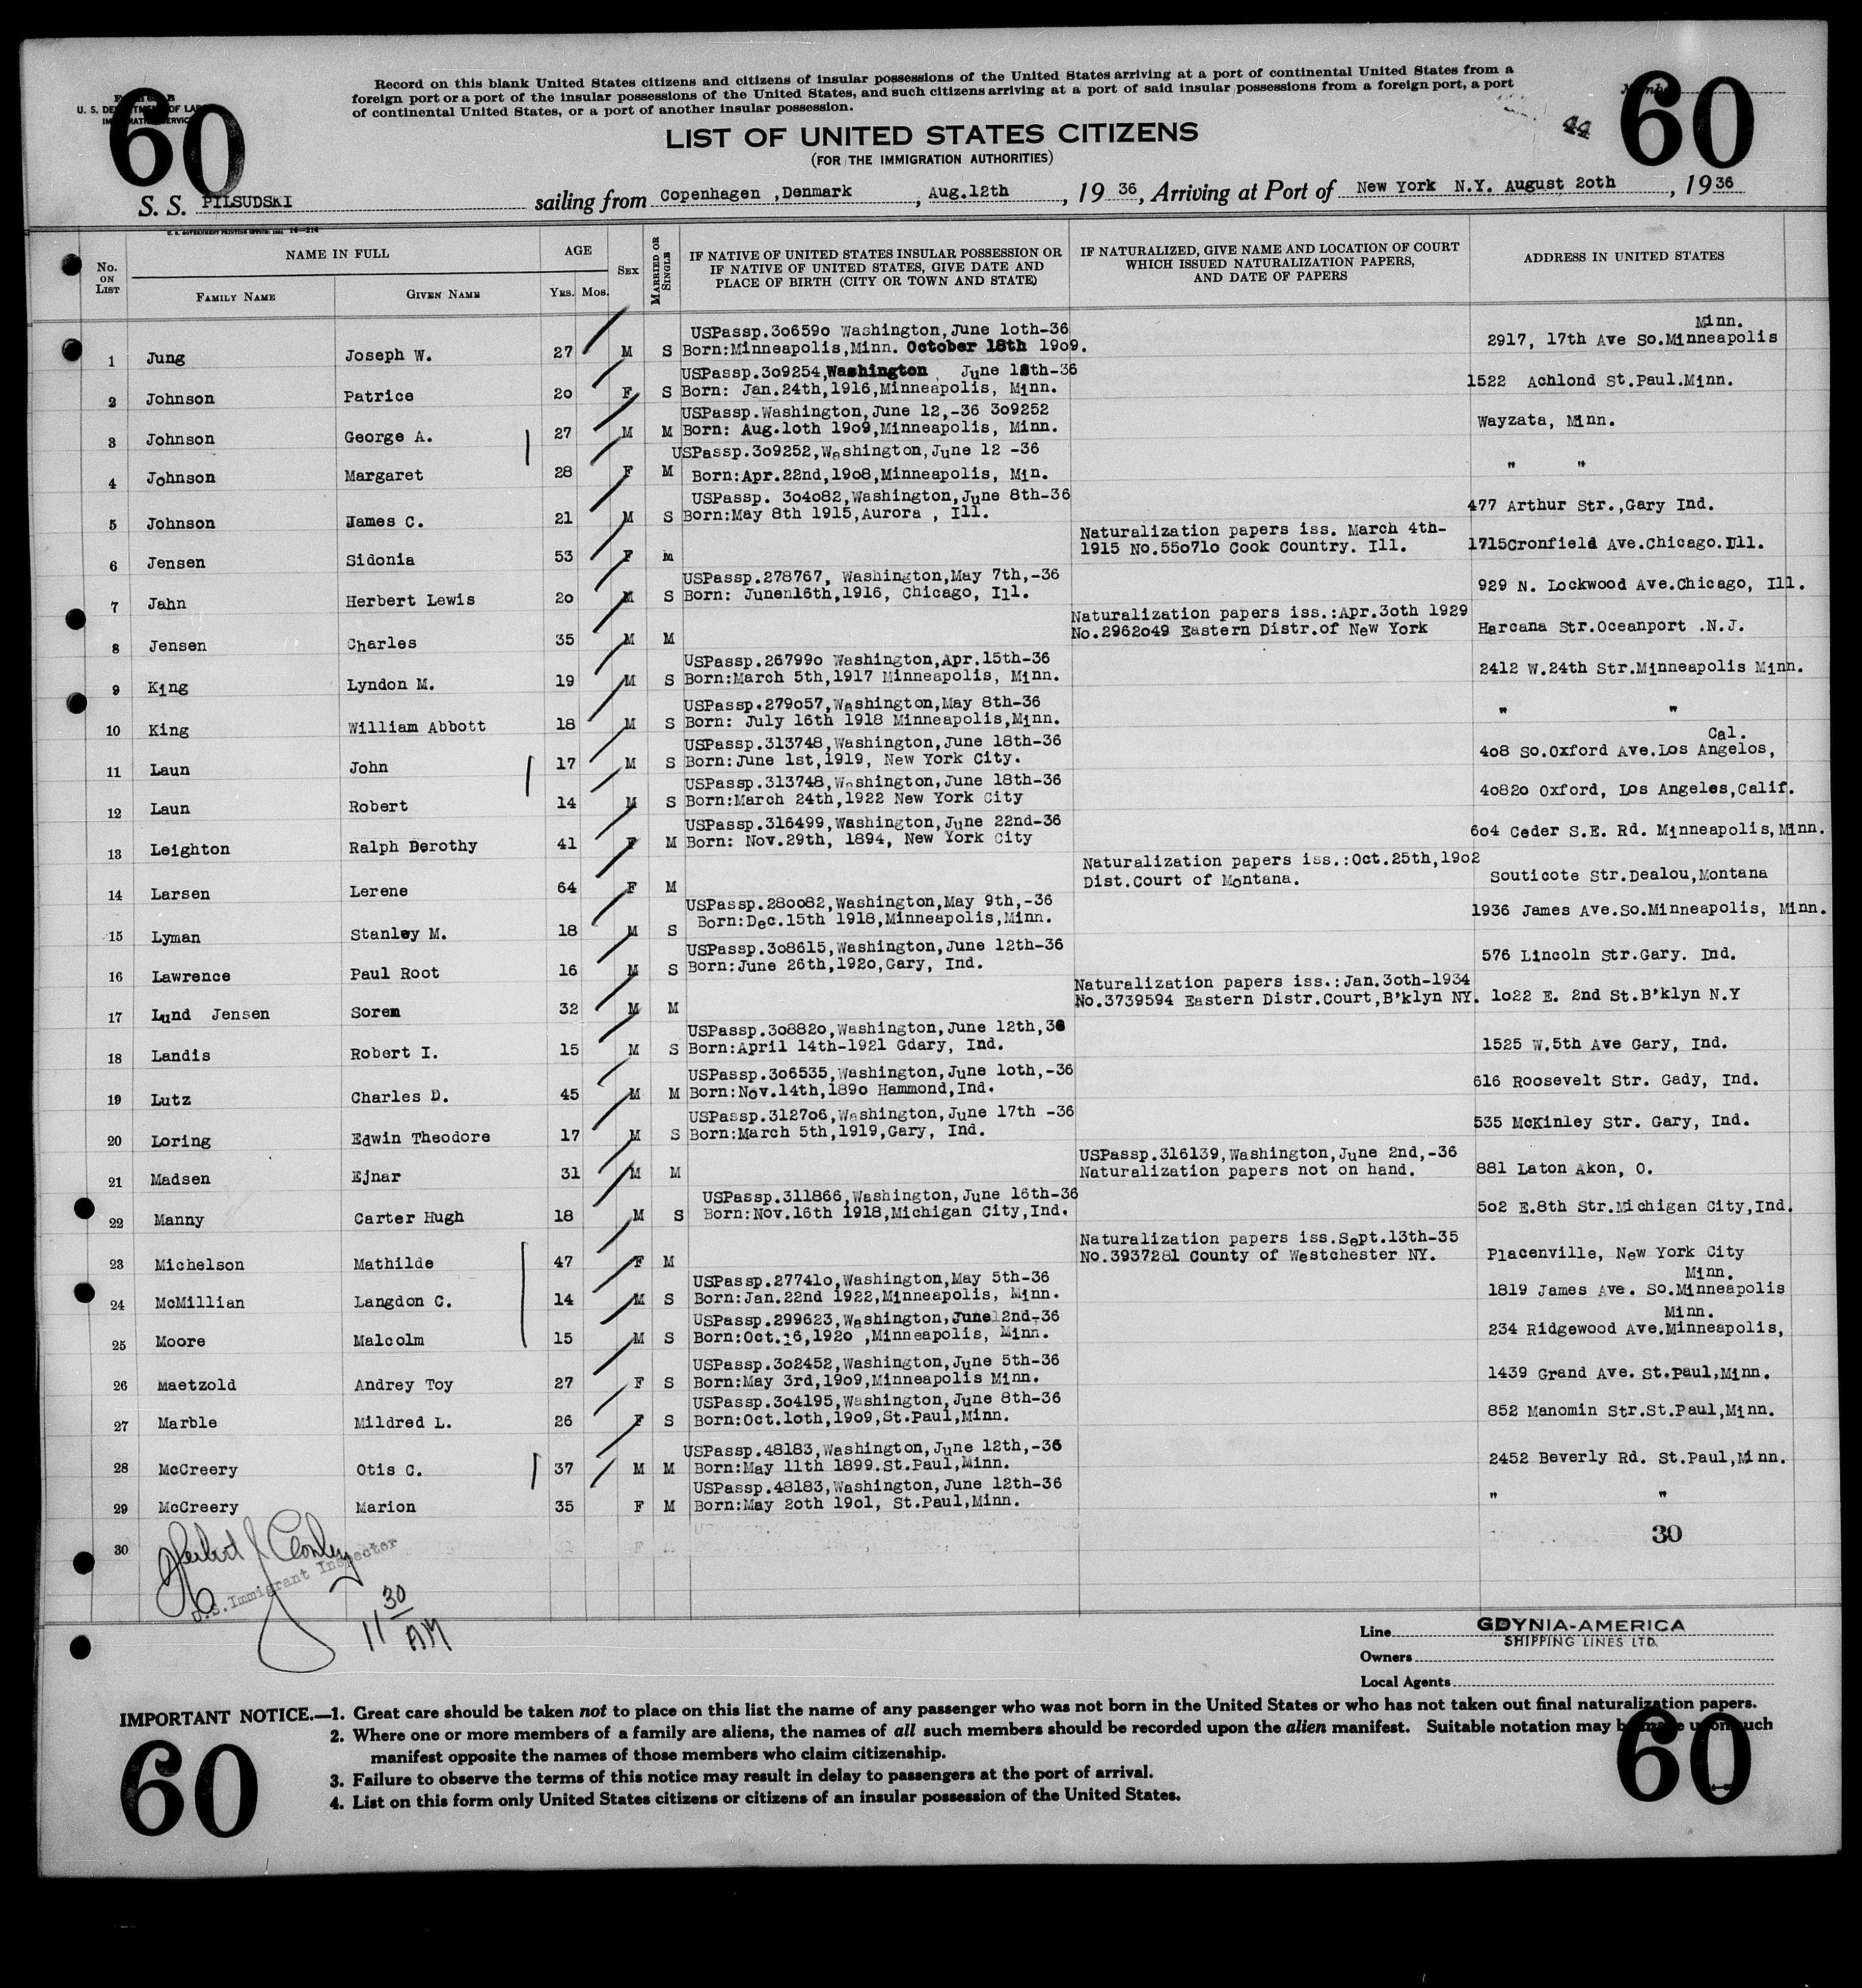 60
60
U. S. DEPARTMENT OF LABOR
IMMIGRATION SERVICE
Record on this blank United States citizens and citizens of insular possessions of the United States arriving at a port of continental United States from a
foreign port or a port of the insular possessions of the United States, and such citizens arriving at a port of said insular possessions from a foreign port, a port
of continental United States, or a port of another insular possession.
Number
44
LIST OF UNITED STATES CITIZENS
(FOR THE IMMIGRATION AUTHORITIES)
S. S. PILSUDSKI sailing from Copenhagen ,Denmark , Aug.12th , 19 36 , Arriving at Port of New York N.Y. August 20th , 19 36
U. S. GOVERNMENT PRINTING OFFICE: 1931 14—214
No. ON LIST
NAME IN FULL
FAMILY NAME
GIVEN NAME
AGE
YRS. MOS.
SEX
MARRIED OR SINGLE
IF NATIVE OF UNITED STATES INSULAR POSSESSION OR
IF NATIVE OF UNITED STATES, GIVE DATE AND
PLACE OF BIRTH (CITY OR TOWN AND STATE)
IF NATURALIZED, GIVE NAME AND LOCATION OF COURT
WHICH ISSUED NATURALIZATION PAPERS,
AND DATE OF PAPERS
ADDRESS IN UNITED STATES
USPassp.306590 Washington,June 10th-36 Minn.
1 Jung Joseph W. 27 M S Born:Minneapolis,Minn. October 18th 1909. 2917, 17th Ave So.Minneapolis
USPassp.309254,Washington June 12th-36
2 Johnson Patrice 20 F S Born: Jan.24th,1916,Minneapolis, Minn. 1522 Achlond St.Paul.Minn.
USPassp.Washington,June 12,-36 309252
3 Johnson George A. 27 M M Born: Aug.10th 1909,Minneapolis, Minn. Wayzata, Minn.
USPassp.309252,Washington,June 12 -36
4 Johnson Margaret 28 F M Born:Apr.22nd,1908,Minneapolis, Min. " "
USPassp. 304082,Washington,June 8th-36
5 Johnson James C. 21 M S Born:May 8th 1915,Aurora , Ill. 477 Arthur Str.,Gary Ind.
Naturalization papers iss. March 4th-
6 Jensen Sidonia 53 F M 1915 No.550710 Cook Country. Ill. 1715Cronfield Ave.Chicago.Ill.
USPassp.278767, Washington,May 7th,-36
7 Jahn Herbert Lewis 20 M S Born: Junen16th,1916, Chicago, Ill. 929 N. Lockwood Ave.Chicago, Ill.
Naturalization papers iss.:Apr.30th 1929
8 Jensen Charles 35 M M No.2962049 Eastern Distr.of New York Harcana Str.Oceanport .N.J.
USPassp.267990 Washington,Apr.15th-36
9 King Lyndon M. 19 M S Born:March 5th,1917 Minneapolis, Minn. 2412 W.24th Str.Minneapolis Minn.
USPassp.279057,Washington,May 8th-36
10 King William Abbott 18 M S Born: July 16th 1918 Minneapolis,Minn. " "
USPassp.313748,Washington,June 18th-36 Cal.
11 Laun John 17 M S Born:June 1st,1919, New York City. 408 So.Oxford Ave.Los Angelos,
USPassp.313748,Washington,June 18th-36
12 Laun Robert 14 M S Born:March 24th,1922 New York City 40820 Oxford, Los Angeles,Calif.
USPassp.316499,Washington,June 22nd-36
13 Leighton Ralph Dorothy 41 F M Born: Nov.29th, 1894, New York City 604 Ceder S.E. Rd. Minneapolis,Minn.
Naturalization papers iss.:Oct.25th,1902
14 Larsen Lerene 64 F M Dist.Court of Montana. Souticote Str.Dealou,Montana
USPassp.280082,Washington,May 9th,-36
15 Lyman Stanley M. 18 M S Born:Dec.15th 1918,Minneapolis,Minn. 1936 James Ave.So.Minneapolis, Minn.
USPassp.308615,Washington,June 12th-36
16 Lawrence Paul Root 16 M S Born:June 26th,1920,Gary, Ind. 576 Lincoln Str.Gary. Ind.
Naturalization papers iss.:Jan.30th-1934
17 Lund Jensen Soren 32 M M No.3739594 Eastern Distr.Court,B'klyn NY. 1022 E. 2nd St.B'klyn N.Y
USPassp.308820,Washington,June 12th,36
18 Landis Robert I. 15 M S Born:April 14th-1921 Gdary, Ind. 1525 W.5th Ave Gary, Ind.
USPassp.306535,Washington,June 10th,-36
19 Lutz Charles D. 45 M M Born:Nov.14th,1890 Hammond,Ind. 616 Roosevelt Str. Gady, Ind.
USPassp.312706,Washington,June 17th -36
20 Loring Edwin Theodore 17 M S Born:March 5th,1919,Gary, Ind. 535 McKinley Str. Gary, Ind.
USPassp.316139,Washington,June 2nd,-36
21 Madsen Ejnar 31 M M Naturalization papers not on hand. 881 Laton Akon, O.
USPassp.311866,Washington,June 16th-36
22 Manny Carter Hugh 18 M S Born:Nov.16th 1918,Michigan City,Ind. 502 E.8th Str.Michigan City,Ind.
Naturalization papers iss.Sept.13th-35
23 Michelson Mathilde 47 F M No.3937281 County of Westchester NY. Placenville, New York City
USPassp.277410,Washington,May 5th-36 Minn.
24 McMillian Langdon C. 14 M S Born:Jan.22nd 1922,Minneapolis, Minn. 1819 James Ave. So.Minneapolis
USPassp.299623,Washington,June 2nd-36 Minn.
25 Moore Malcolm 15 M S Born:Oct.16,1920 ,Minneapolis, Minn. 234 Ridgewood Ave.Minneapolis,
USPassp.302452,Washington,June 5th-36
26 Maetzold Andrey Toy 27 F S Born:May 3rd,1909,Minneapolis Minn. 1439 Grand Ave. St.Paul,Minn.
USPassp.304195,Washington,June 8th-36
27 Marble Mildred L. 26 F S Born:Oct.10th,1909,St.Paul,Minn. 852 Manomin Str.St.Paul,Minn.
USPassp.48183,Washington,June 12th,-36
28 McCreery Otis C. 37 M M Born:May 11th 1899.St.Paul,Minn. 2452 Beverly Rd. St.Paul,Minn.
USPassp.48183,Washington,June 12th-36
29 McCreery Marion 35 F M Born:May 20th 1901, St.Paul,Minn. " "
30 30
U.S. Immigrant Inspector
11 30 AM
Line GDYNIA-AMERICA
SHIPPING LINES LTD.
Owners
Local Agents
IMPORTANT NOTICE.—1. Great care should be taken not to place on this list the name of any passenger who was not born in the United States or who has not taken out final naturalization papers.
2. Where one or more members of a family are aliens, the names of all such members should be recorded upon the alien manifest. Suitable notation may be made upon such
manifest opposite the names of those members who claim citizenship.
3. Failure to observe the terms of this notice may result in delay to passengers at the port of arrival.
4. List on this form only United States citizens or citizens of an insular possession of the United States.
60
60